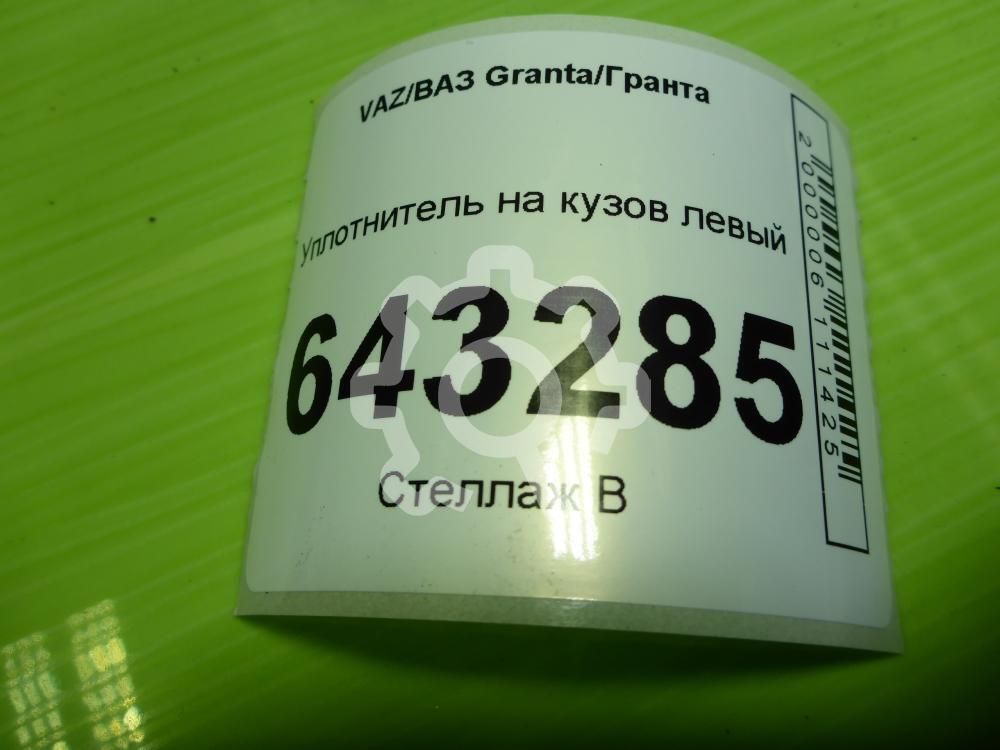 VAZ/ВАЗ Granta/Гранта
Уплотнитель на кузов левый
643285
Стеллаж В
2000006111425